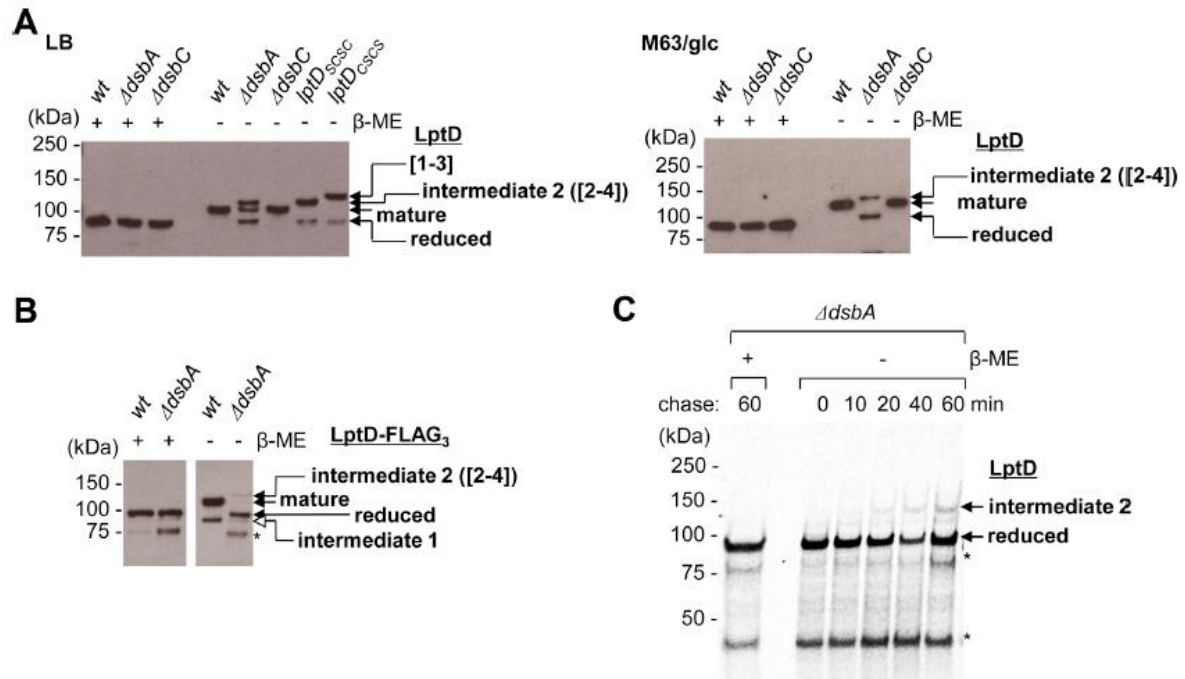 A
LB
wt ΔdsbA ΔdsbC wt ΔdsbA ΔdsbC lptDSCSC lptDCSCS
(kDa) + + + - - - - - β-ME
LptD
250 -
150 -
100 -
75 -
[1-3]
intermediate 2 ([2-4])
mature
reduced
M63/glc
wt ΔdsbA ΔdsbC wt ΔdsbA ΔdsbC
(kDa) + + + - - - β-ME
LptD
250 -
150 -
100 -
75 -
intermediate 2 ([2-4])
mature
reduced
B
wt ΔdsbA wt ΔdsbA
(kDa) + + - - β-ME LptD-FLAG3
150 -
100 -
75 -
intermediate 2 ([2-4])
mature
reduced
intermediate 1
*
C
ΔdsbA
+ - β-ME
chase: 60 0 10 20 40 60 min
(kDa)
LptD
250 -
150 -
100 -
75 -
50 -
intermediate 2
reduced
*
*